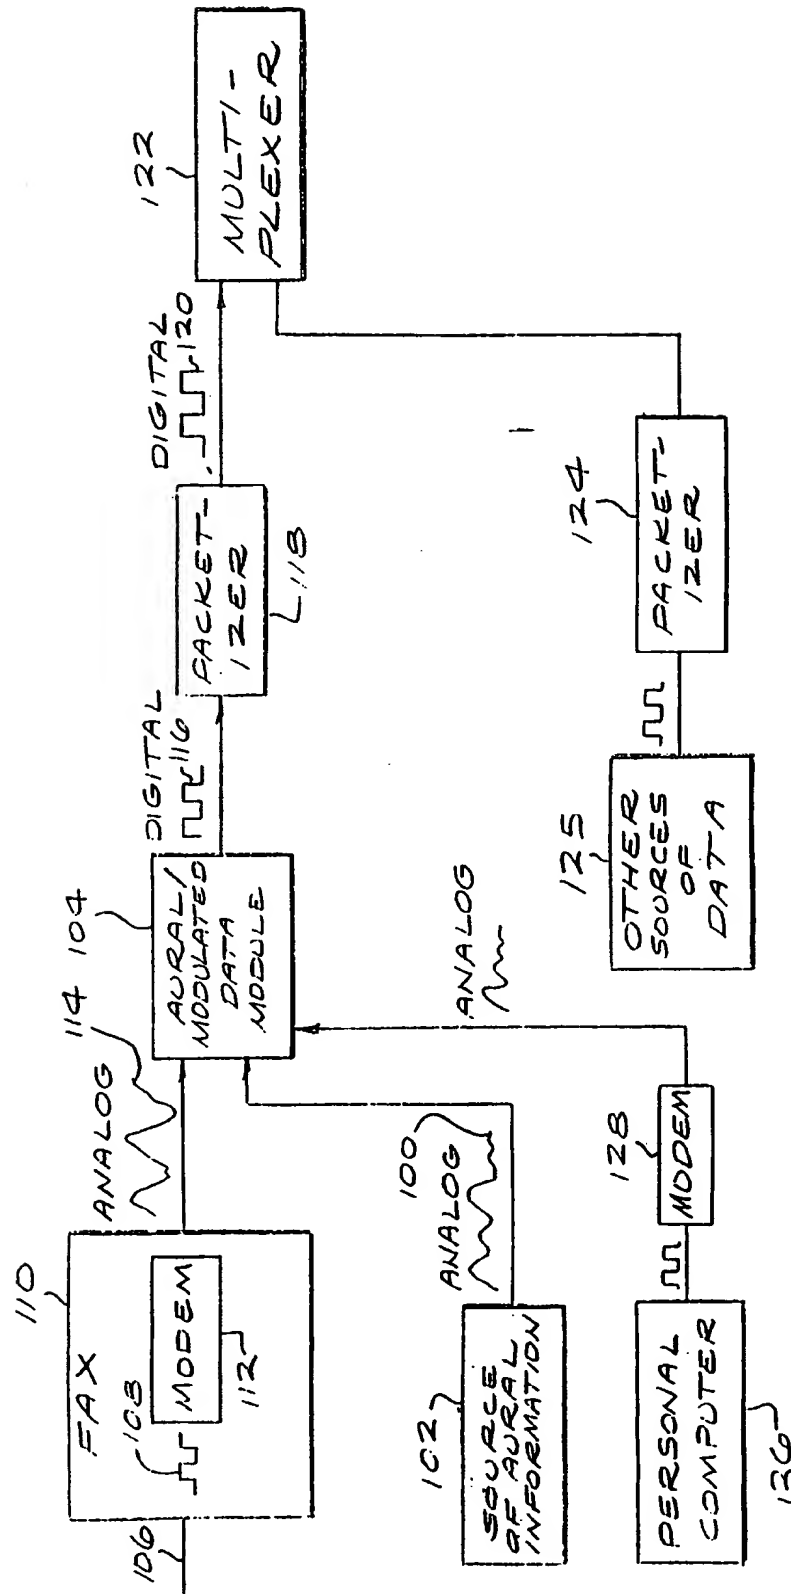 106
FAX
108
110
MODEM
112
ANALOG
114
104
AURAL/
MODULATED
DATA
MODULE
DIGITAL
116
PACKET-
IZER
118
DIGITAL
120
122
MULTI-
PLEXER
102
SOURCE
OF AURAL
INFORMATION
ANALOG
100
PERSONAL
COMPUTER
126
128
MODEM
ANALOG
125
OTHER
SOURCES
OF
DATA
124
PACKET-
IZER